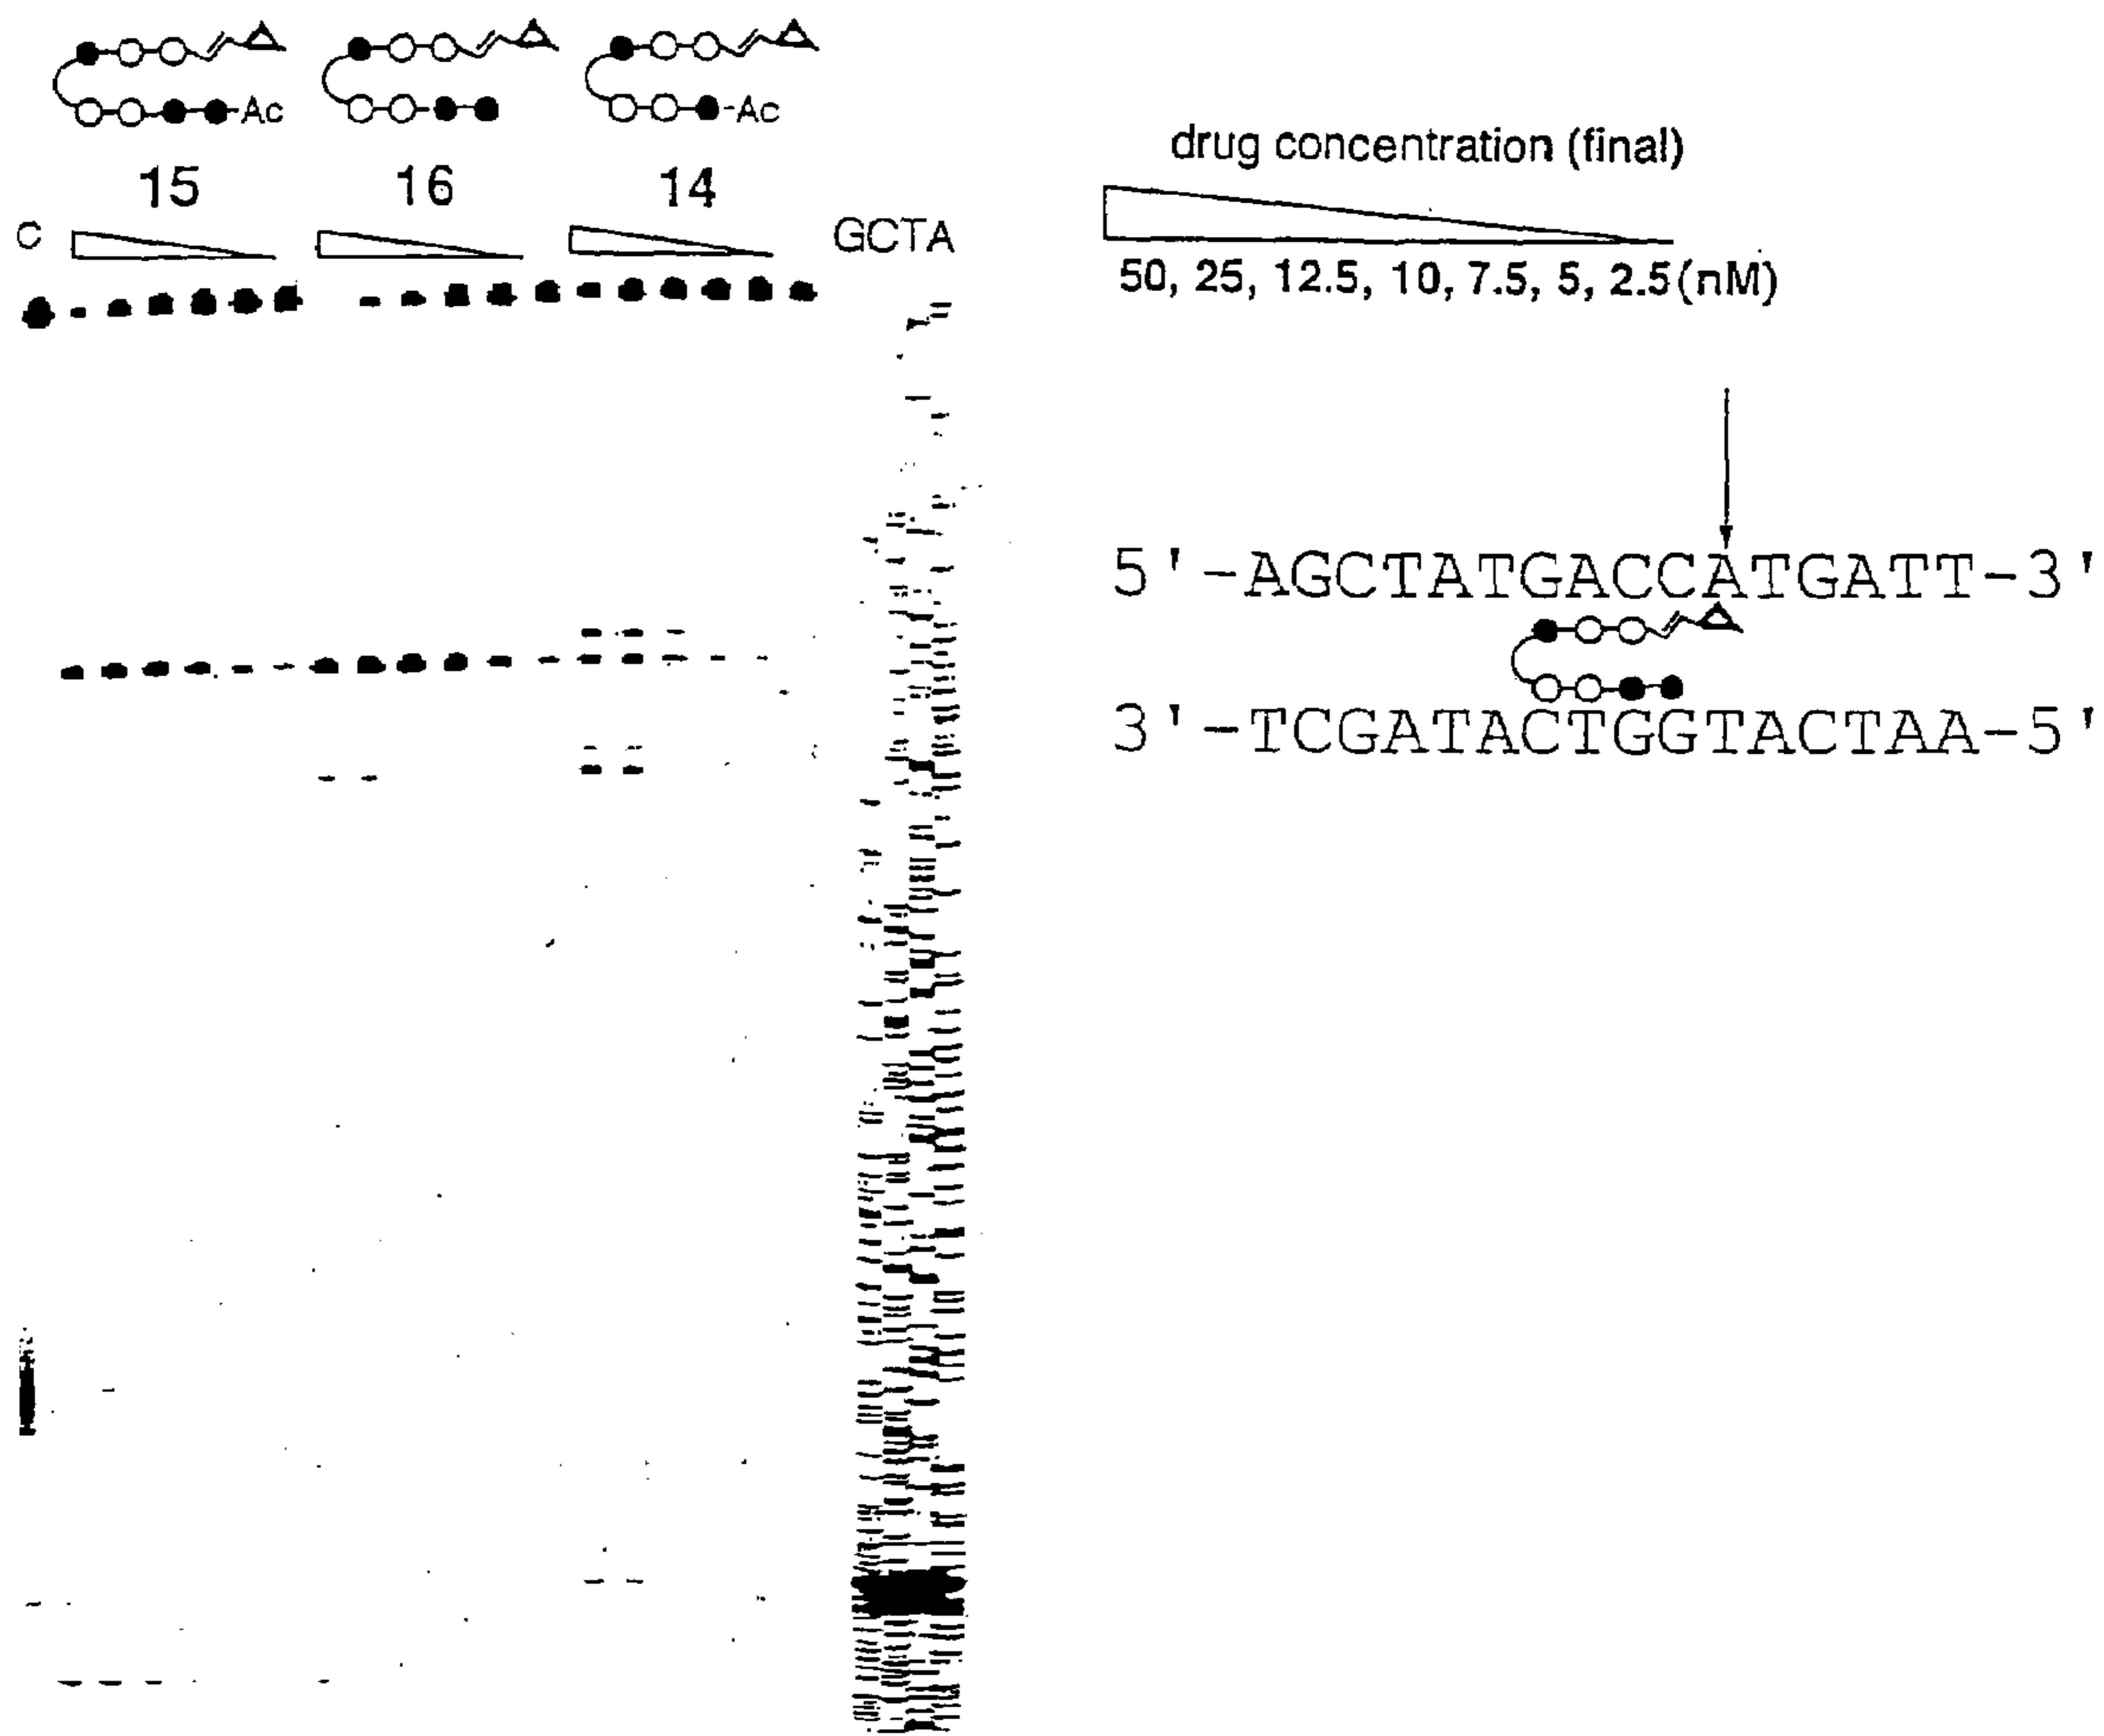 Ac
Ac
15 16 14
C GCTA
drug concentration (final)
50, 25, 12.5, 10, 7.5, 5, 2.5(nM)
5'-AGCTATGACCATGATT-3'
3'-TCGATACTGGTACTAA-5'